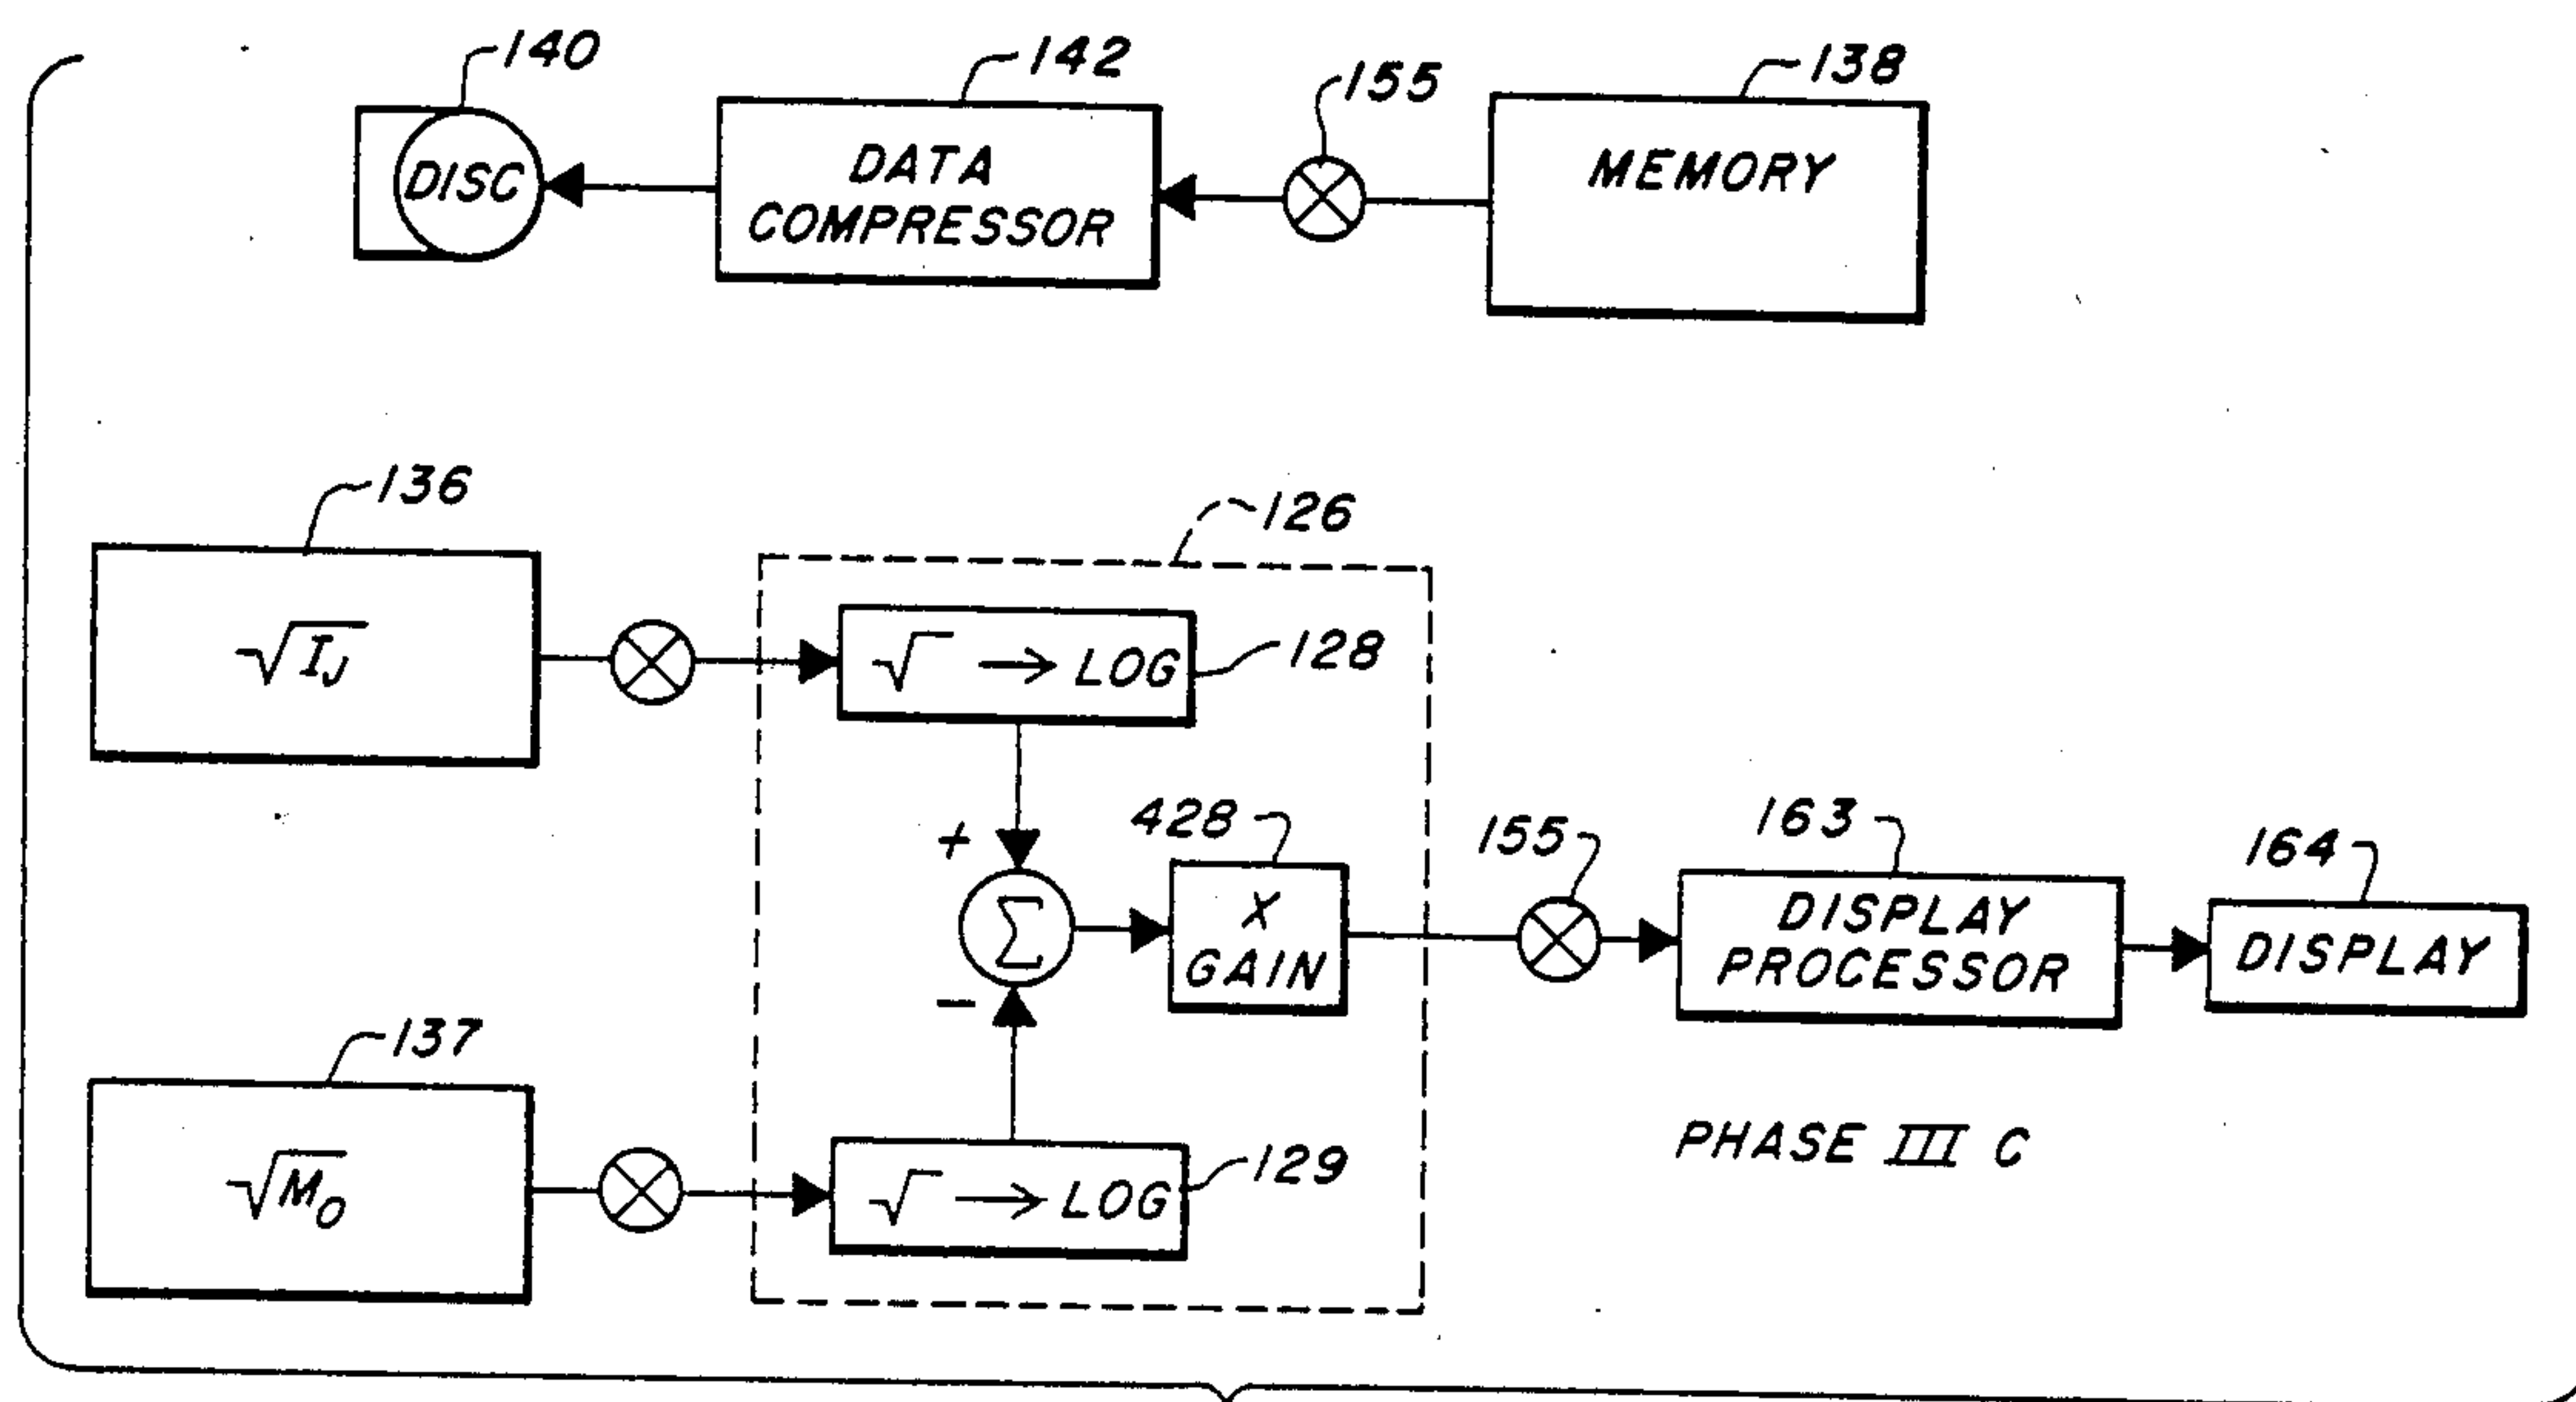 140
142
155
138
DISC
DATA
COMPRESSOR
MEMORY
136
126
√I_J
√ → LOG
128
+
Σ
−
428
X
GAIN
155
163
DISPLAY
PROCESSOR
164
DISPLAY
137
√M_O
√ → LOG
129
PHASE III C